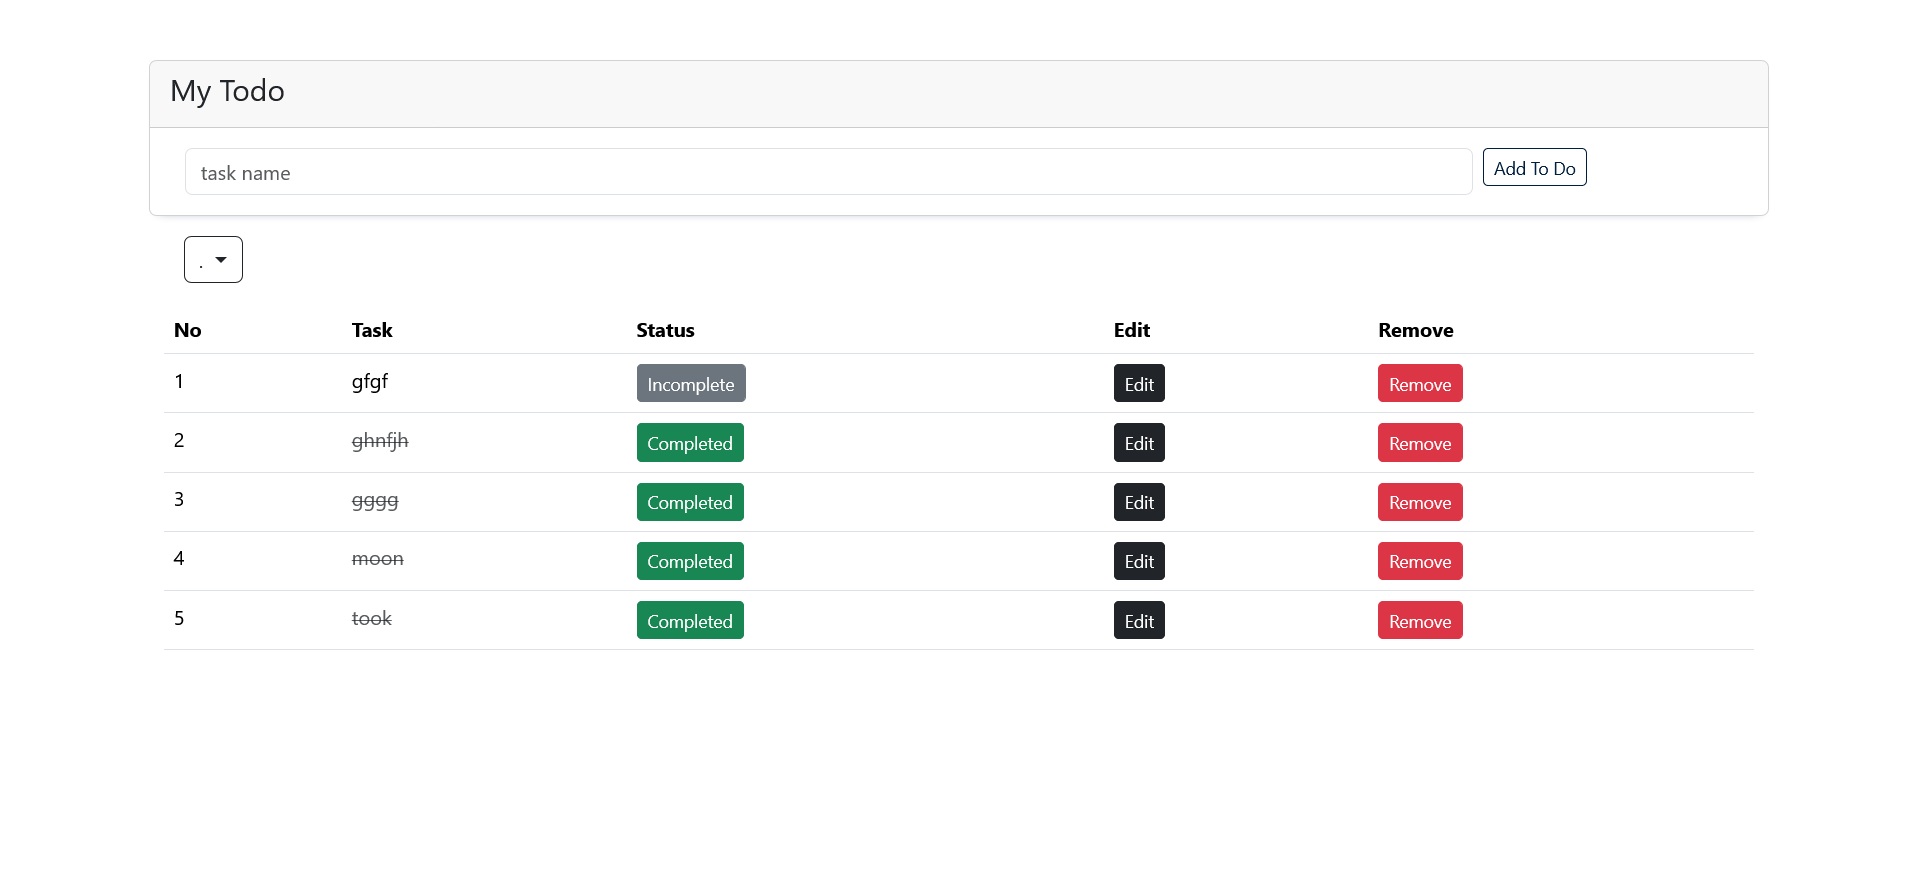 My Todo
task name Add To Do
.
No Task Status Edit Remove
1 gfgf Incomplete Edit Remove
2 ghnfjh Completed Edit Remove
3 gggg Completed Edit Remove
4 moon Completed Edit Remove
5 took Completed Edit Remove